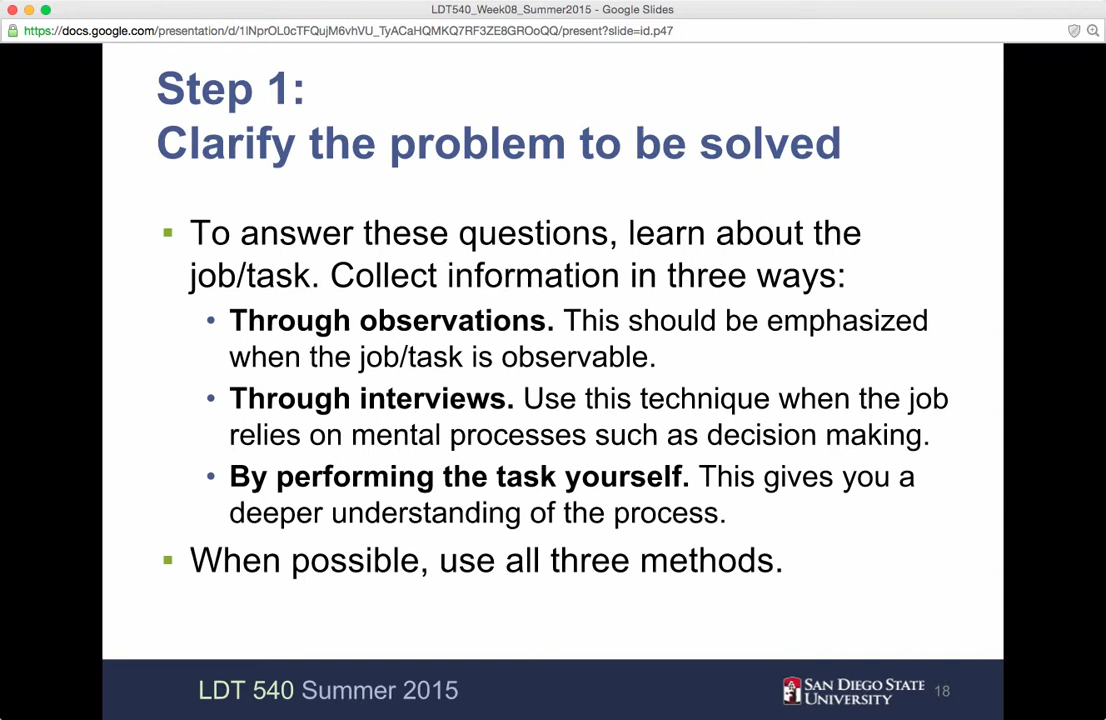 LDT540_Week08_Summer2015 - Google Slides
https://docs.google.com/presentation/d/1lNprOL0cTFQujM6vhVU_TyACaHQMKQ7RF3ZE8GROoQQ/present?slide=id.p47
Step 1:
Clarify the problem to be solved
To answer these questions, learn about the
job/task. Collect information in three ways:
Through observations. This should be emphasized
when the job/task is observable.
Through interviews. Use this technique when the job
relies on mental processes such as decision making.
By performing the task yourself. This gives you a
deeper understanding of the process.
When possible, use all three methods.
LDT 540 Summer 2015
SAN DIEGO STATE
UNIVERSITY
18